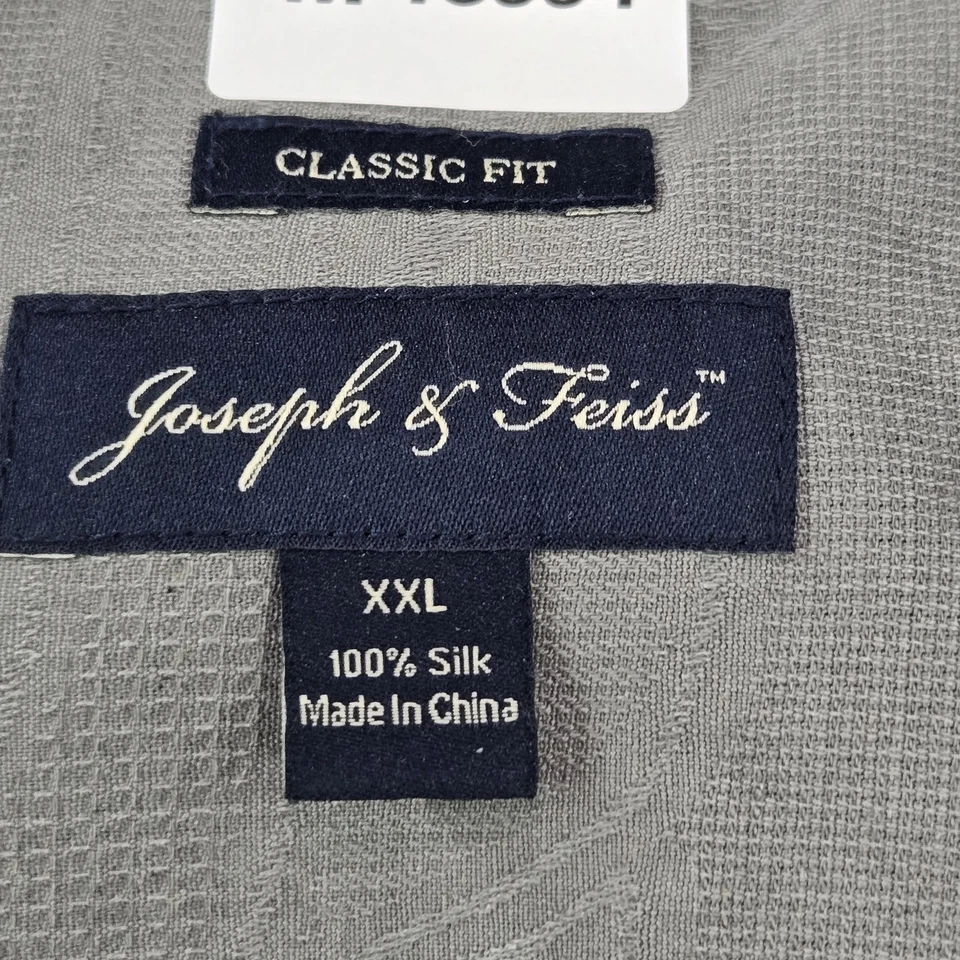 CLASSIC FIT
Joseph & Feiss™
XXL
100% Silk
Made In China